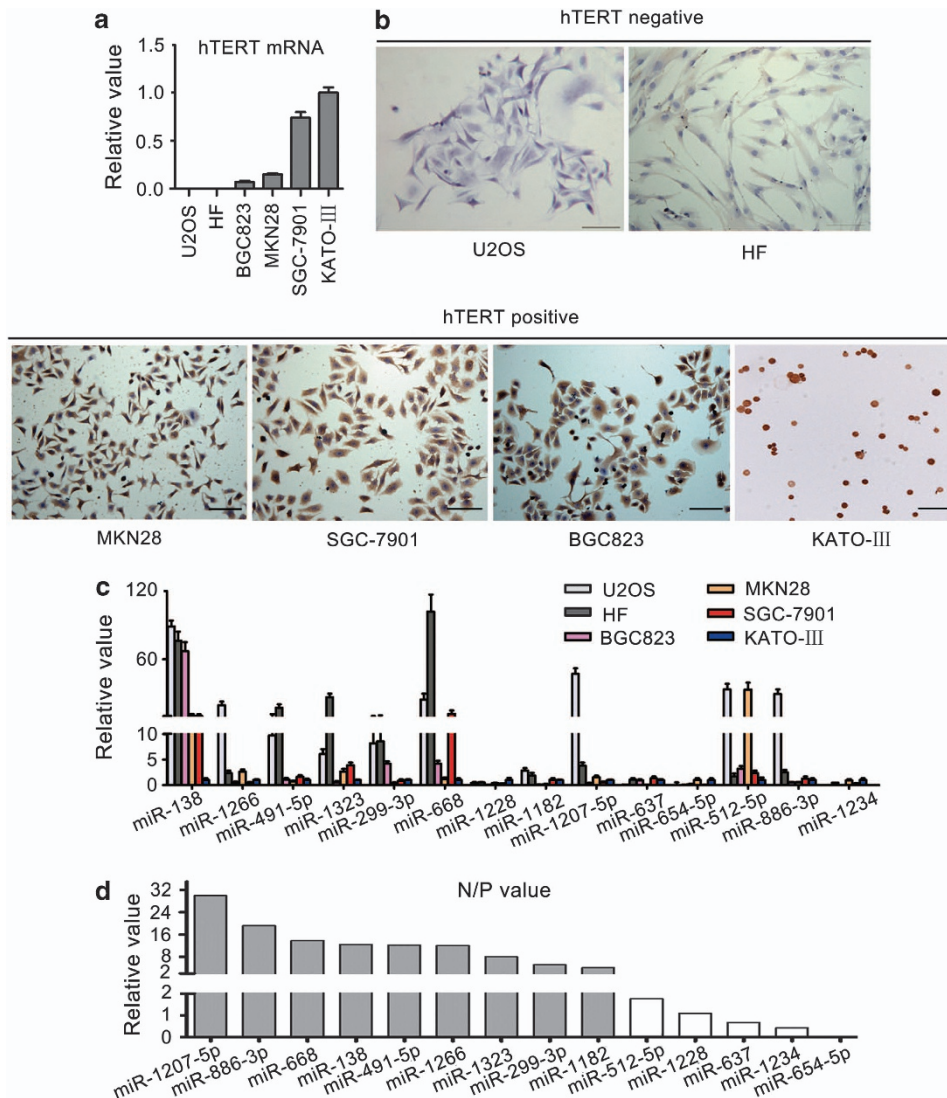 a
hTERT mRNA
Relative value
1.5
1.0
0.5
0.0
U2OS
HF
BGC823
MKN28
SGC-7901
KATO-III
b
hTERT negative
U2OS
HF
hTERT positive
MKN28
SGC-7901
BGC823
KATO-III
c
Relative value
120
60
10
5
0
U2OS
HF
BGC823
MKN28
SGC-7901
KATO-III
miR-138
miR-1266
miR-491-5p
miR-1323
miR-299-3p
miR-668
miR-1228
miR-1182
miR-1207-5p
miR-637
miR-654-5p
miR-512-5p
miR-886-3p
miR-1234
d
N/P value
Relative value
32
24
16
8
2
2
1
0
miR-1207-5p
miR-886-3p
miR-668
miR-138
miR-491-5p
miR-1266
miR-1323
miR-299-3p
miR-1182
miR-512-5p
miR-1228
miR-637
miR-1234
miR-654-5p